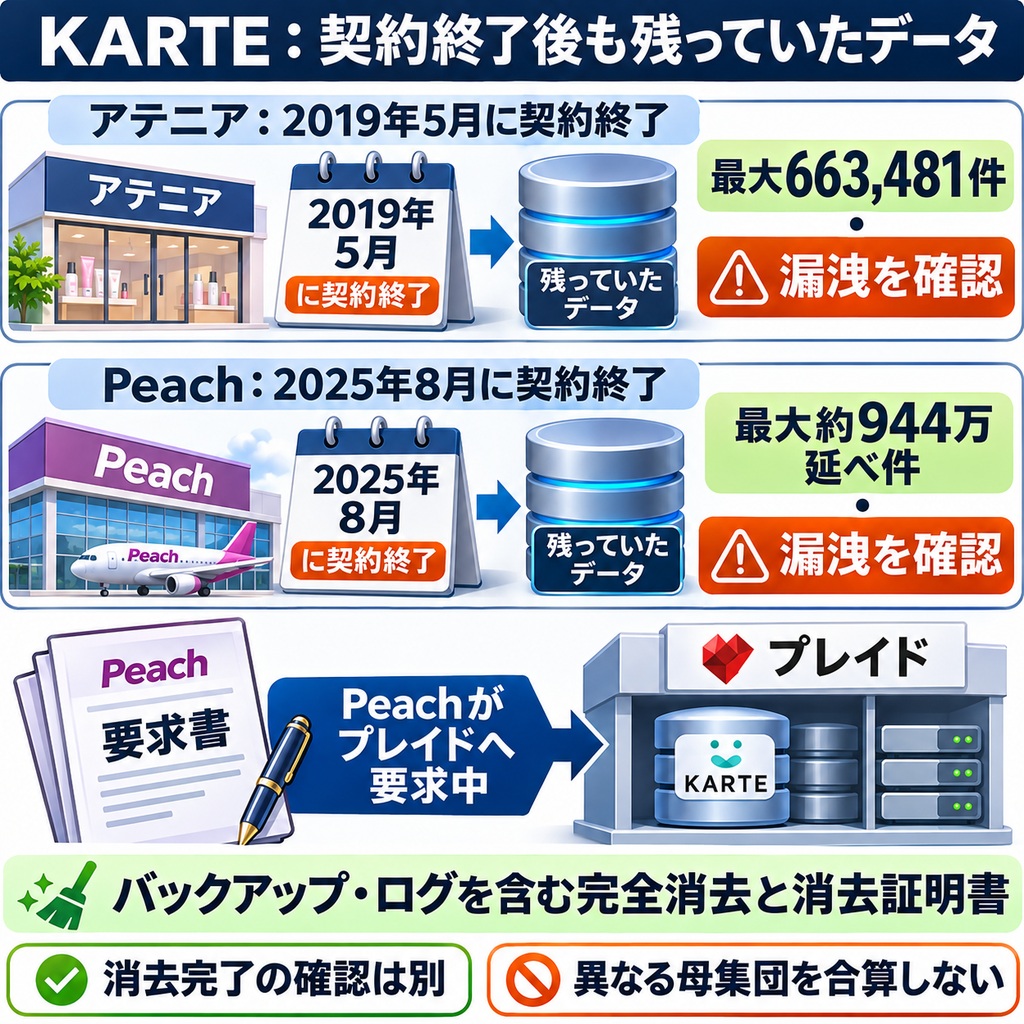 KARTE：契約終了後も残っていたデータ
アテニア：2019年5月に契約終了
アテニア
2019年
5月
に契約終了
残っていた
データ
最大663,481件
漏洩を確認
Peach：2025年8月に契約終了
Peach
Peach
2025年
8月
に契約終了
残っていた
データ
最大約944万
延べ件
漏洩を確認
Peach
要求書
Peachが
プレイドへ
要求中
プレイド
KARTE
バックアップ・ログを含む完全消去と消去証明書
消去完了の確認は別
異なる母集団を合算しない